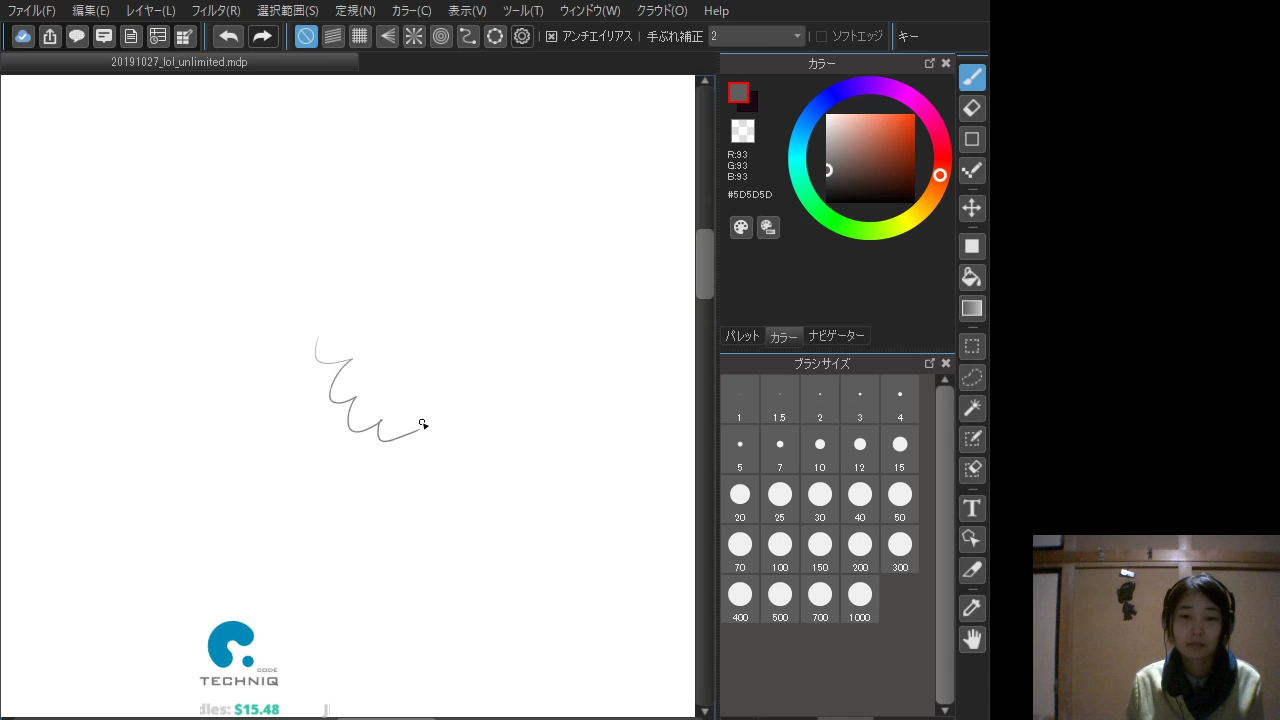 ファイル(F) 編集(E) レイヤー(L) フィルタ(R) 選択範囲(S) 定規(N) カラー(C) 表示(V) ツール(T) ウィンドウ(W) クラウド(O) Help
アンチエイリアス 手ぶれ補正 2 ソフトエッジ キー
20191027_lol_unlimited.mdp
カラー
R:93
G:93
B:93
#5D5D5D
パレット カラー ナビゲーター
ブラシサイズ
1 1.5 2 3 4
5 7 10 12 15
20 25 30 40 50
70 100 150 200 300
400 500 700 1000
T
CODE
TECHNIQ
dles: $15.48